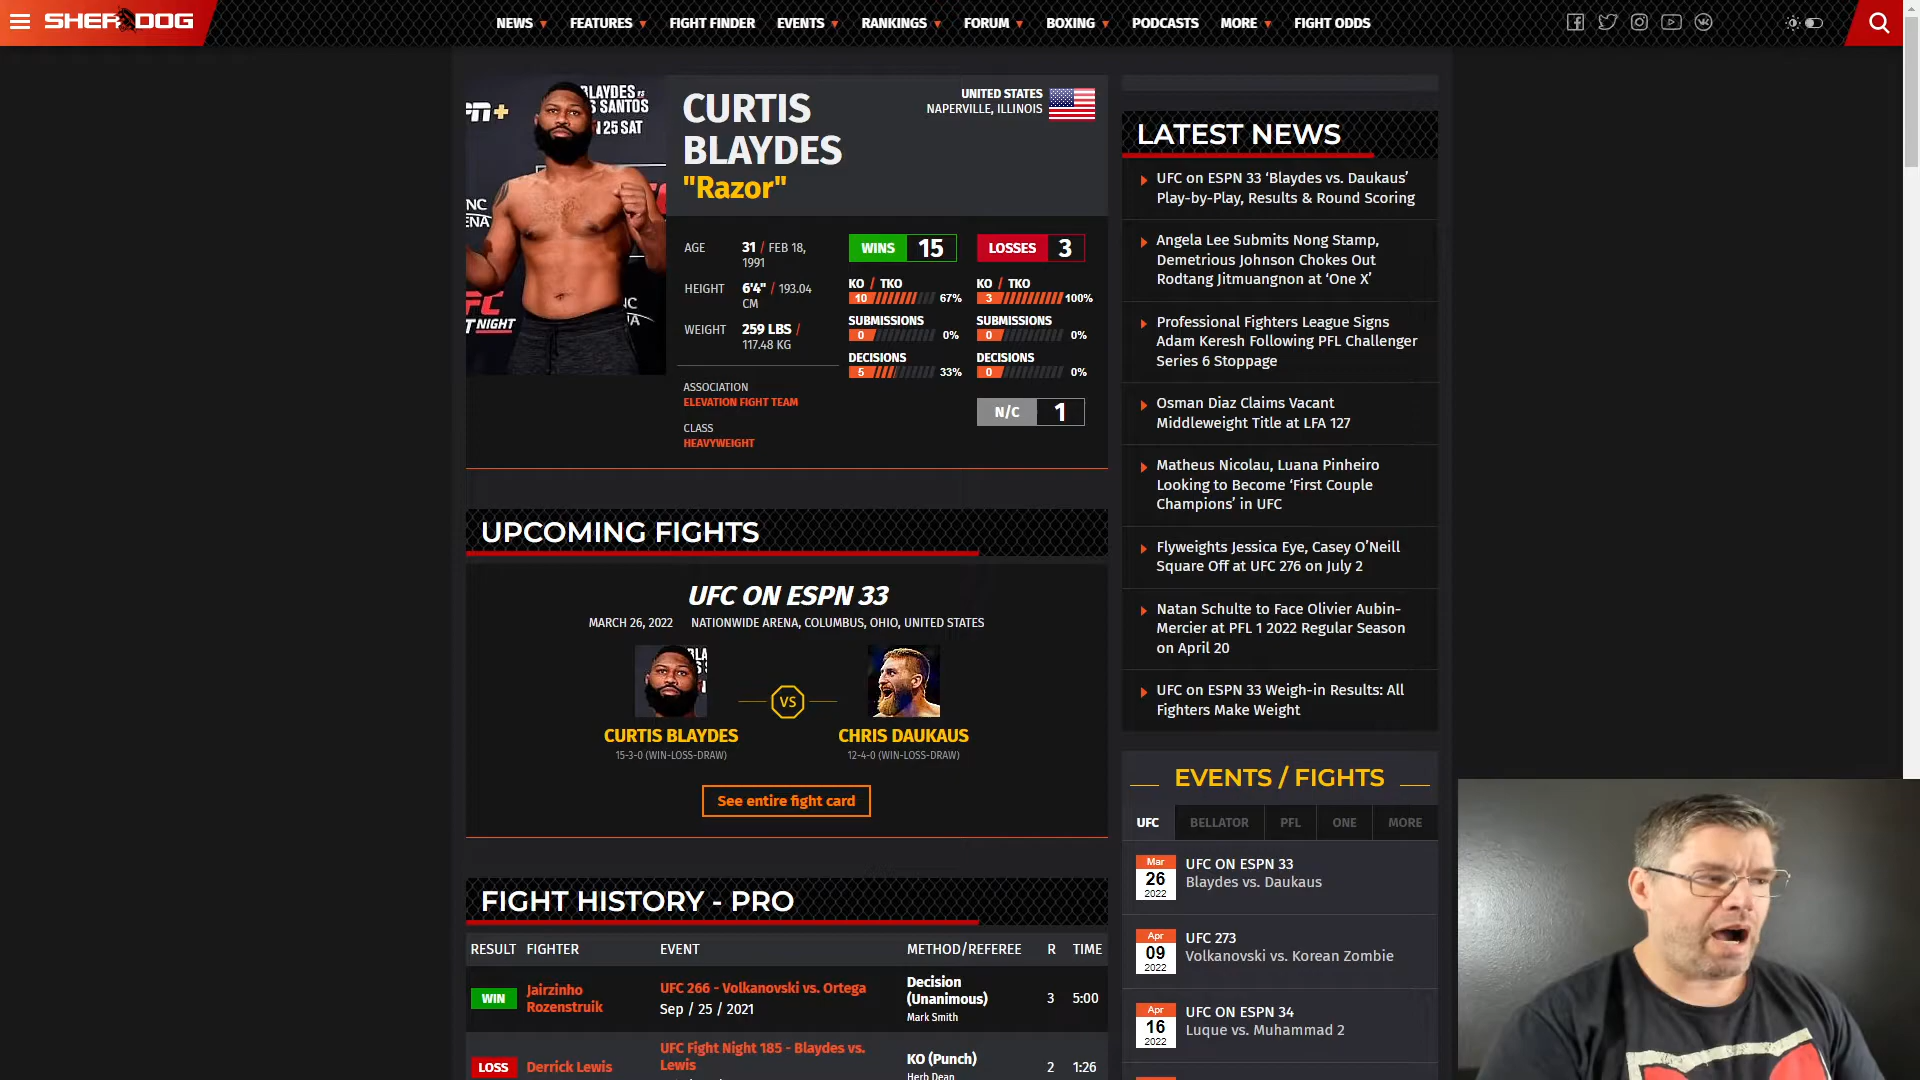 SHERDOG
NEWS FEATURES FIGHT FINDER EVENTS RANKINGS FORUM BOXING PODCASTS MORE FIGHT ODDS
BLAYDES vs
S SANTOS
N 25 SAT
CURTIS
BLAYDES
"Razor"
UNITED STATES
NAPERVILLE, ILLINOIS
AGE 31 / FEB 18,
1991
HEIGHT 6'4" / 193.04
CM
WEIGHT 259 LBS /
117.48 KG
ASSOCIATION
ELEVATION FIGHT TEAM
CLASS
HEAVYWEIGHT
WINS 15
KO / TKO
10 67%
SUBMISSIONS
0 0%
DECISIONS
5 33%
LOSSES 3
KO / TKO
3 100%
SUBMISSIONS
0 0%
DECISIONS
0 0%
N/C 1
UPCOMING FIGHTS
UFC ON ESPN 33
MARCH 26, 2022 NATIONWIDE ARENA, COLUMBUS, OHIO, UNITED STATES
VS
CURTIS BLAYDES CHRIS DAUKAUS
15-3-0 (WIN-LOSS-DRAW) 12-4-0 (WIN-LOSS-DRAW)
See entire fight card
FIGHT HISTORY - PRO
RESULT FIGHTER EVENT METHOD/REFEREE R TIME
WIN Jairzinho
Rozenstruik
UFC 266 - Volkanovski vs. Ortega
Sep / 25 / 2021
Decision
(Unanimous)
Mark Smith
3 5:00
LOSS Derrick Lewis
UFC Fight Night 185 - Blaydes vs.
Lewis
KO (Punch)
Herb Dean
2 1:26
LATEST NEWS
UFC on ESPN 33 ‘Blaydes vs. Daukaus’
Play-by-Play, Results & Round Scoring
Angela Lee Submits Nong Stamp,
Demetrious Johnson Chokes Out
Rodtang Jitmuangnon at ‘One X’
Professional Fighters League Signs
Adam Keresh Following PFL Challenger
Series 6 Stoppage
Osman Diaz Claims Vacant
Middleweight Title at LFA 127
Matheus Nicolau, Luana Pinheiro
Looking to Become ‘First Couple
Champions’ in UFC
Flyweights Jessica Eye, Casey O’Neill
Square Off at UFC 276 on July 2
Natan Schulte to Face Olivier Aubin-
Mercier at PFL 1 2022 Regular Season
on April 20
UFC on ESPN 33 Weigh-in Results: All
Fighters Make Weight
EVENTS / FIGHTS
UFC BELLATOR PFL ONE MORE
Mar
26
2022
UFC ON ESPN 33
Blaydes vs. Daukaus
Apr
09
2022
UFC 273
Volkanovski vs. Korean Zombie
Apr
16
2022
UFC ON ESPN 34
Luque vs. Muhammad 2